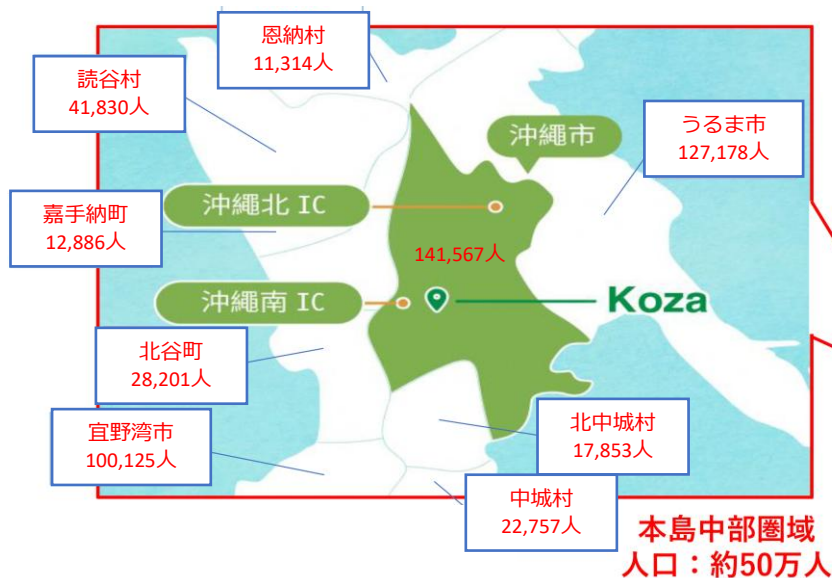 恩納村
11,314人
読谷村
41,830人
沖縄市
うるま市
127,178人
沖縄北 IC
嘉手納町
12,886人
141,567人
沖縄南 IC
Koza
北谷町
28,201人
宜野湾市
100,125人
北中城村
17,853人
中城村
22,757人
本島中部圏域
人口：約50万人